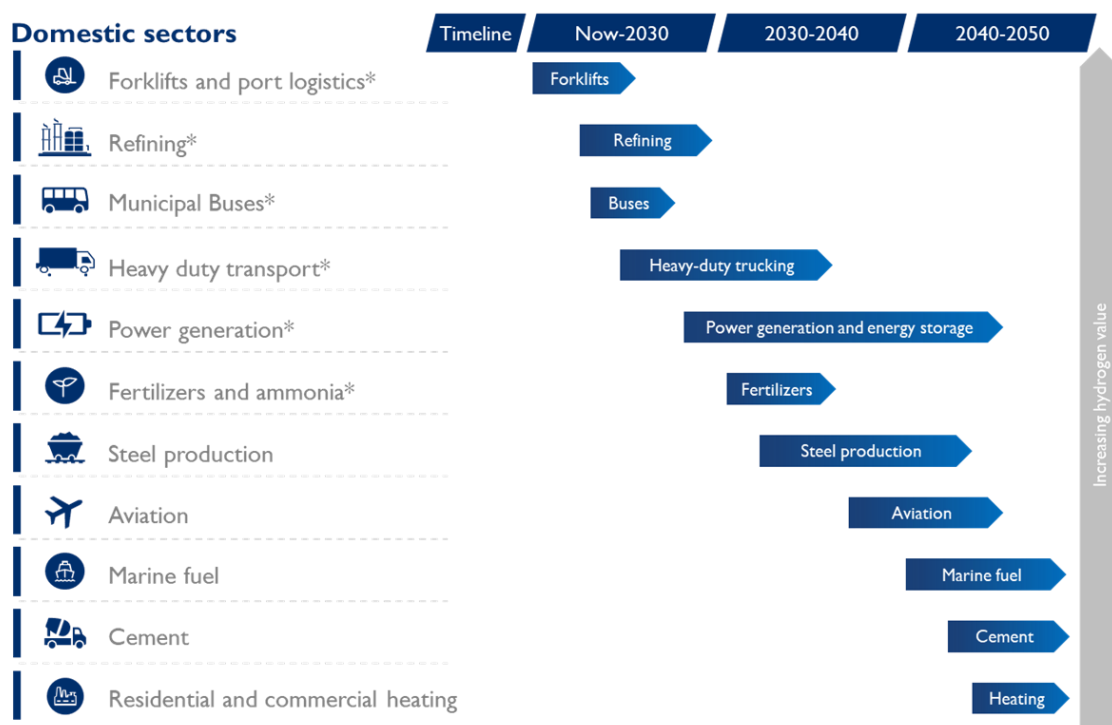 Domestic sectors
Timeline
Now-2030
2030-2040
2040-2050
Forklifts and port logistics*
Forklifts
Refining*
Refining
Municipal Buses*
Buses
Heavy duty transport*
Heavy-duty trucking
Power generation*
Power generation and energy storage
Fertilizers and ammonia*
Fertilizers
Steel production
Steel production
Aviation
Aviation
Marine fuel
Marine fuel
Cement
Cement
Residential and commercial heating
Heating
Increasing hydrogen value